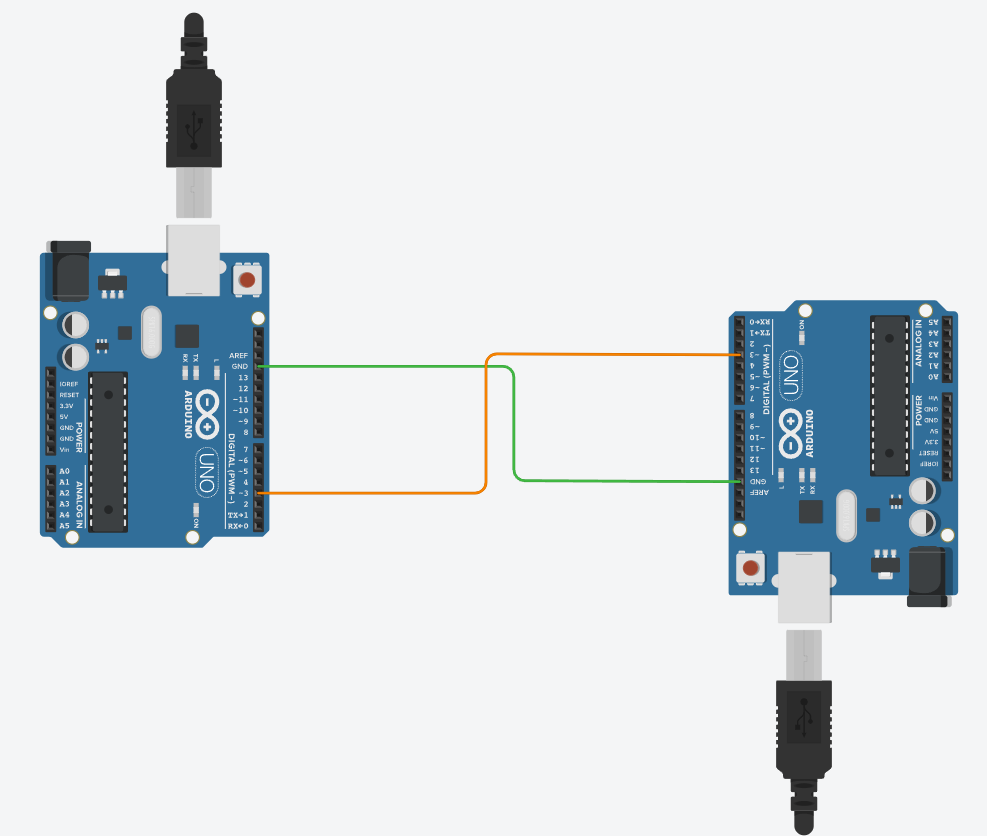 AREF
GND
13
12
~11
~10
~9
8
7
~6
~5
4
~3
2
TX→1
RX←0
DIGITAL (PWM~)
L
TX
RX
ARDUINO
UNO
ON
IOREF
RESET
3.3V
5V
GND
GND
Vin
POWER
A0
A1
A2
A3
A4
A5
ANALOG IN
RX←0
TX→1
2
~3
4
~5
~6
7
8
~9
~10
~11
12
13
GND
AREF
DIGITAL (PWM~)
ON
UNO
ARDUINO
L
TX
RX
A5
A4
A3
A2
A1
A0
ANALOG IN
Vin
GND
GND
5V
3.3V
RESET
IOREF
POWER